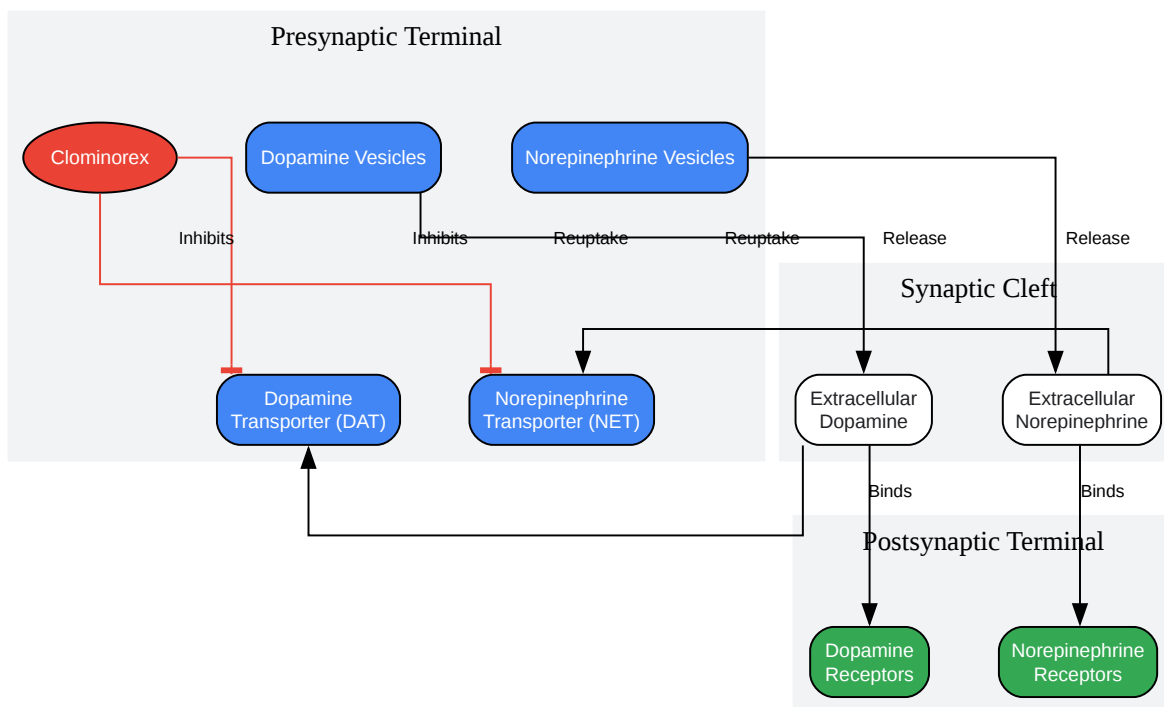 Presynaptic Terminal
Clominorex
Dopamine Vesicles
Norepinephrine Vesicles
Inhibits
Inhibits
Reuptake
Reuptake
Release
Release
Synaptic Cleft
Dopamine
Transporter (DAT)
Norepinephrine
Transporter (NET)
Extracellular
Dopamine
Extracellular
Norepinephrine
Binds
Binds
Postsynaptic Terminal
Dopamine
Receptors
Norepinephrine
Receptors